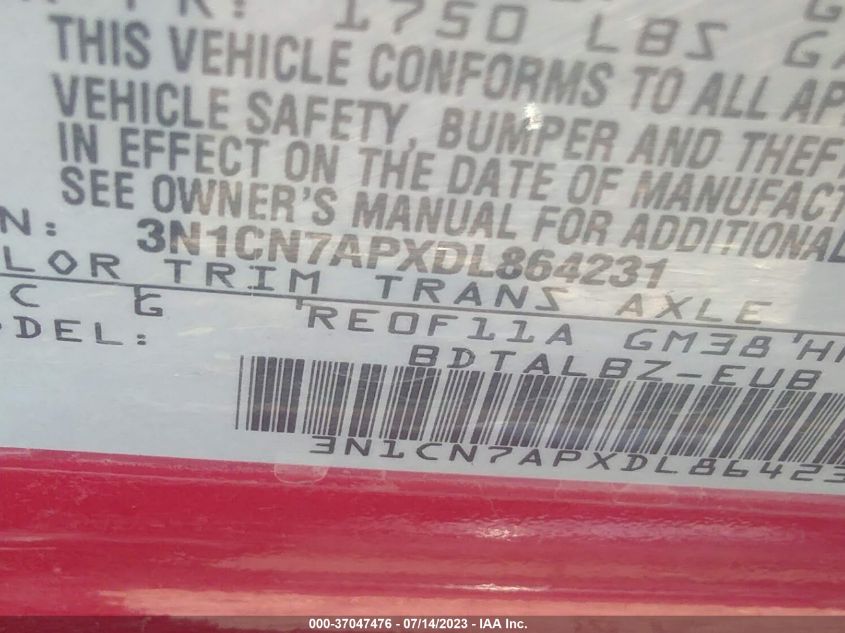 1750 LBS
THIS VEHICLE CONFORMS TO ALL AP
VEHICLE SAFETY, BUMPER AND THEF
IN EFFECT ON THE DATE OF MANUFACT
SEE OWNER'S MANUAL FOR ADDITIONAL
N: 3N1CN7APXDL864231
LOR TRIM TRANS AXLE
C G RE0F11A GM38 H
DEL: BDTALBZ-EUB
3N1CN7APXDL86423
000-37047476 - 07/14/2023 - IAA Inc.